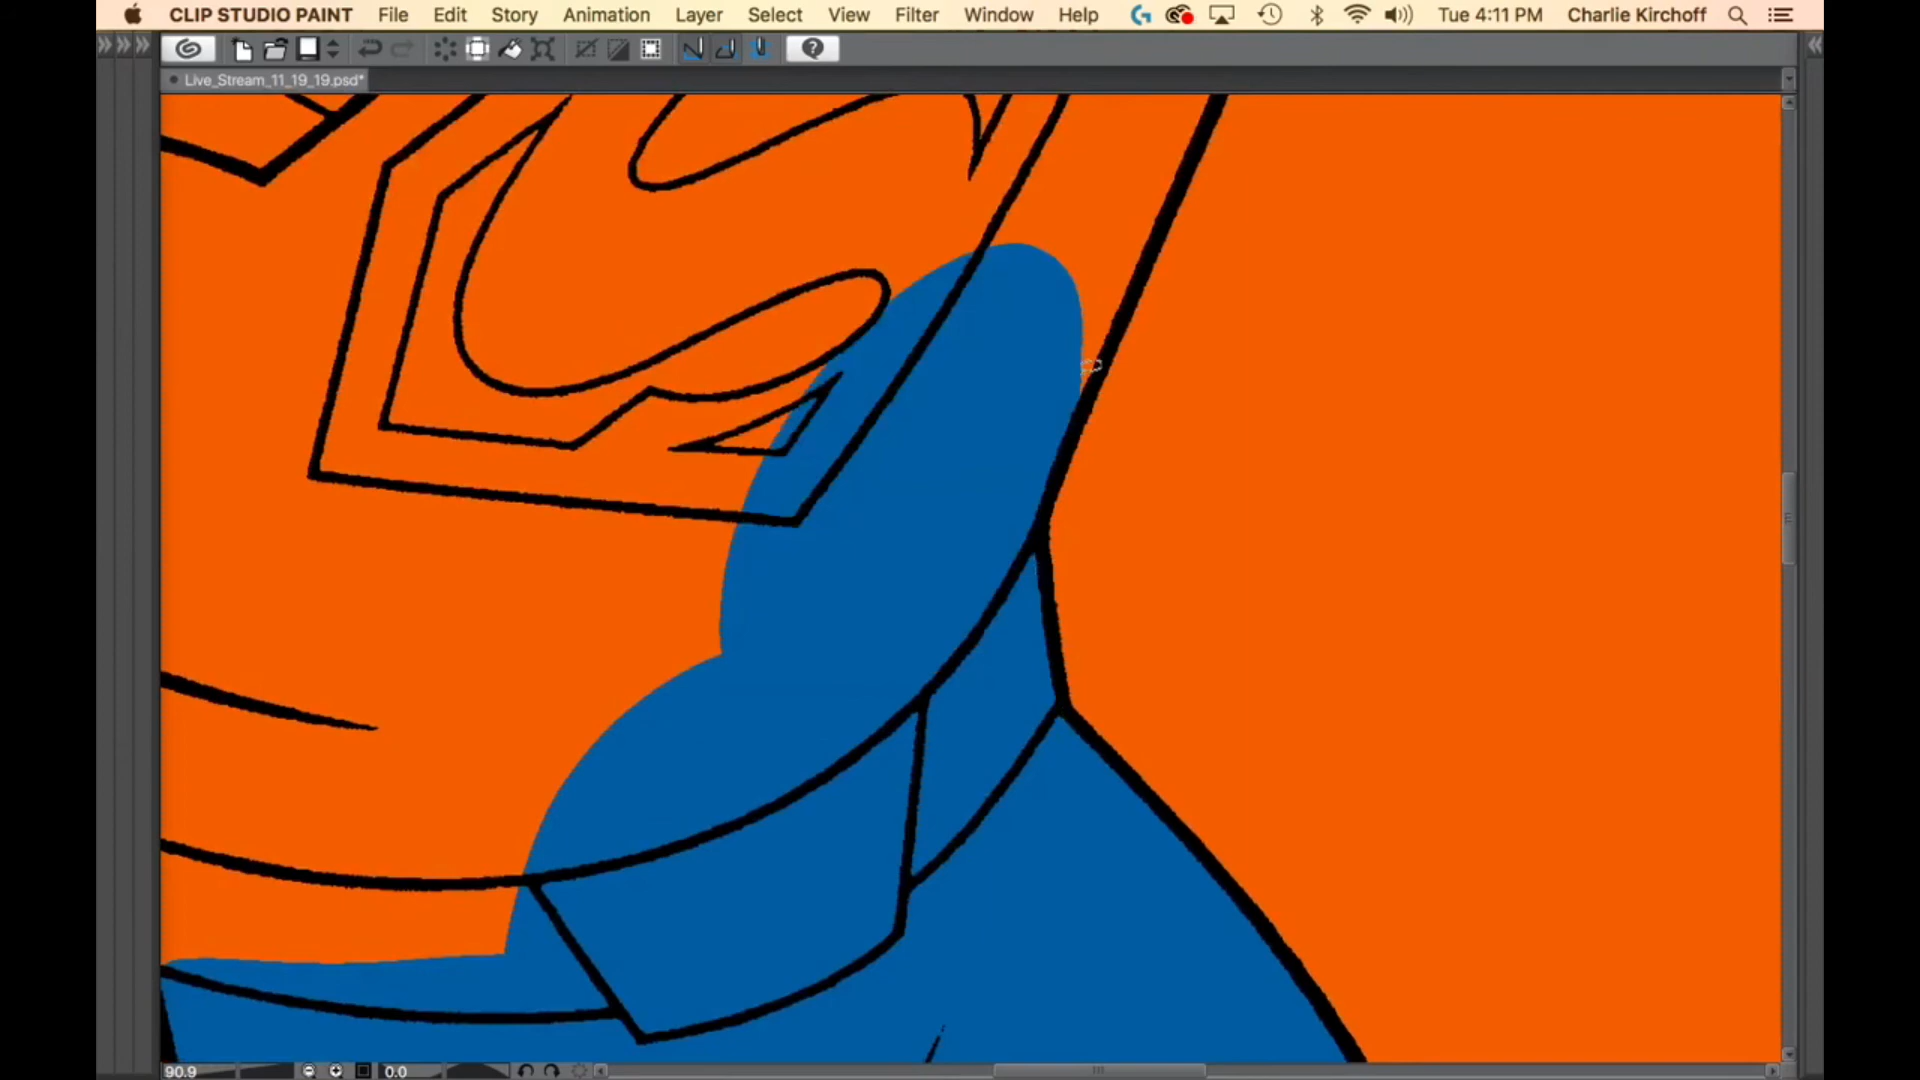 CLIP STUDIO PAINT File Edit Story Animation Layer Select View Filter Window Help Tue 4:11 PM Charlie Kirchoff
Live_Stream_11_19_19.psd*
90.9 0.0